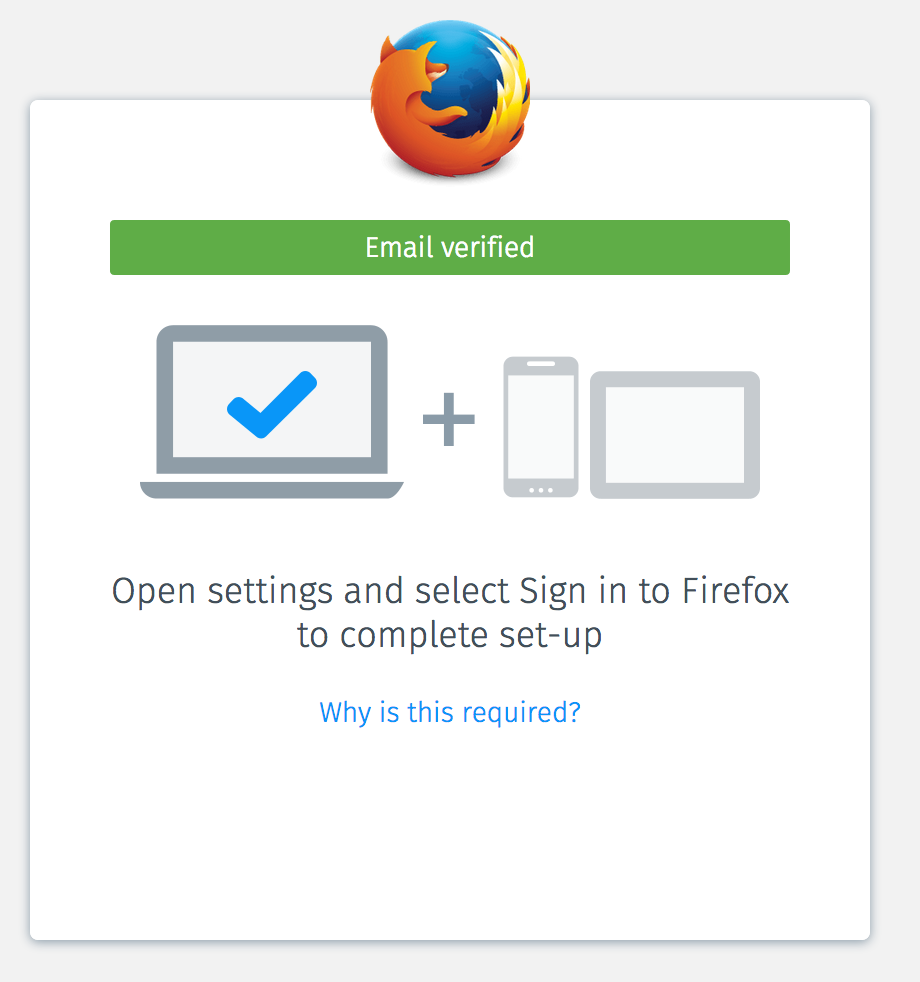 Email verified
Open settings and select Sign in to Firefox
to complete set-up
Why is this required?